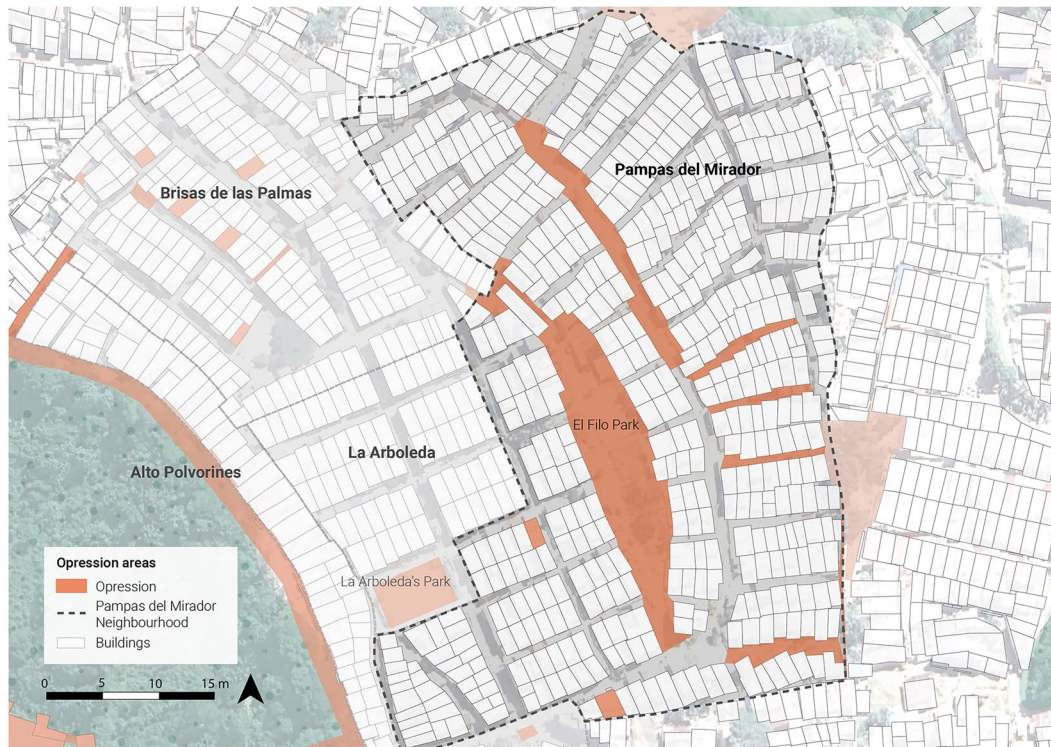 Pampas del Mirador
Brisas de las Palmas
El Filo Park
La Arboleda
Alto Polvorines
La Arboleda's Park
Opression areas
Opression
Pampas del Mirador
Neighbourhood
Buildings
0 5 10 15 m